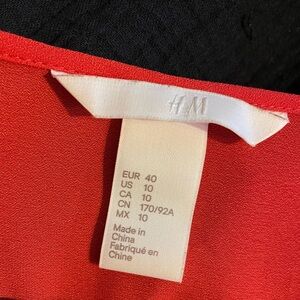 H&M
EUR 40
US 10
CA 10
CN 170/92A
MX 10
Made in
China
Fabriqué en
Chine